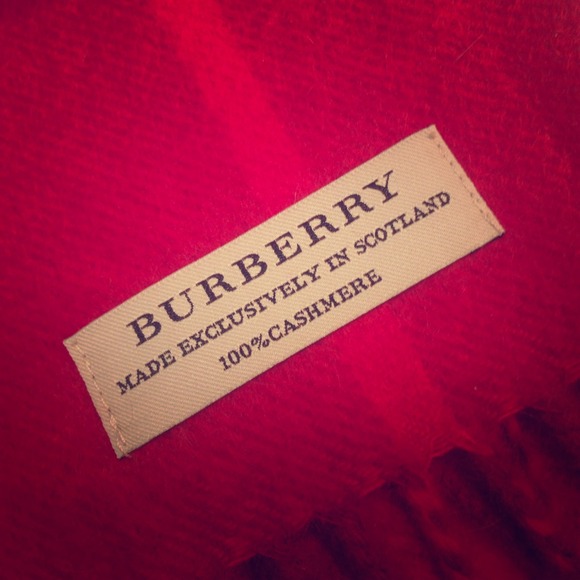 BURBERRY
MADE EXCLUSIVELY IN SCOTLAND
100%CASHMERE